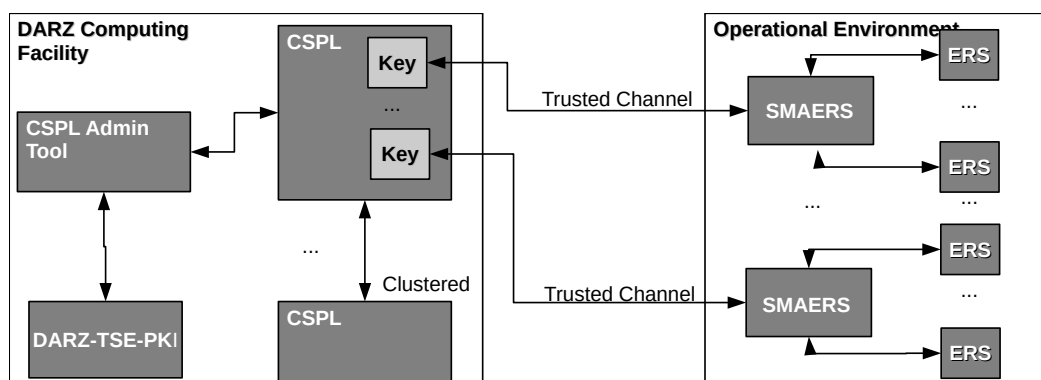 DARZ Computing
Facility
CSPL
Key
...
Key
CSPL Admin
Tool
...
Clustered
DARZ-TSE-PKI
CSPL
Trusted Channel
Trusted Channel
Operational Environment
SMAERS
ERS
...
ERS
...
...
SMAERS
ERS
...
ERS